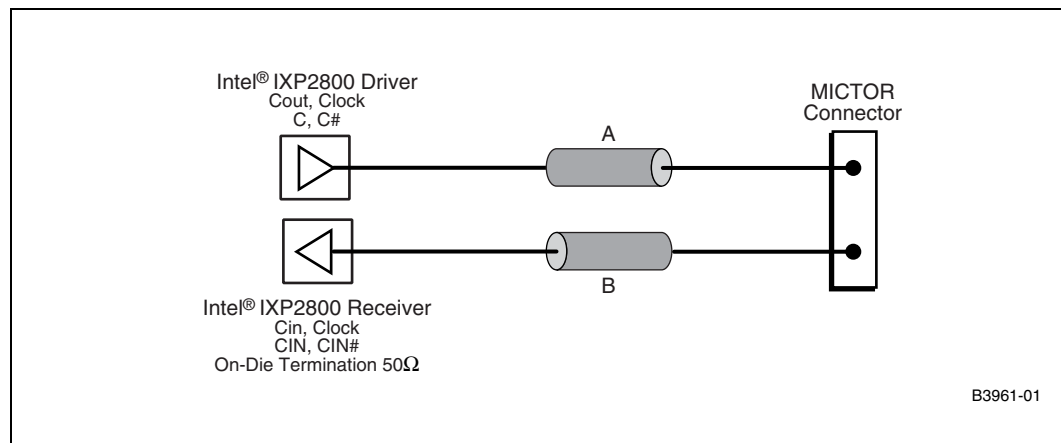 Intel® IXP2800 Driver
Cout, Clock
C, C#
A
MICTOR
Connector
B
Intel® IXP2800 Receiver
Cin, Clock
CIN, CIN#
On-Die Termination 50Ω
B3961-01